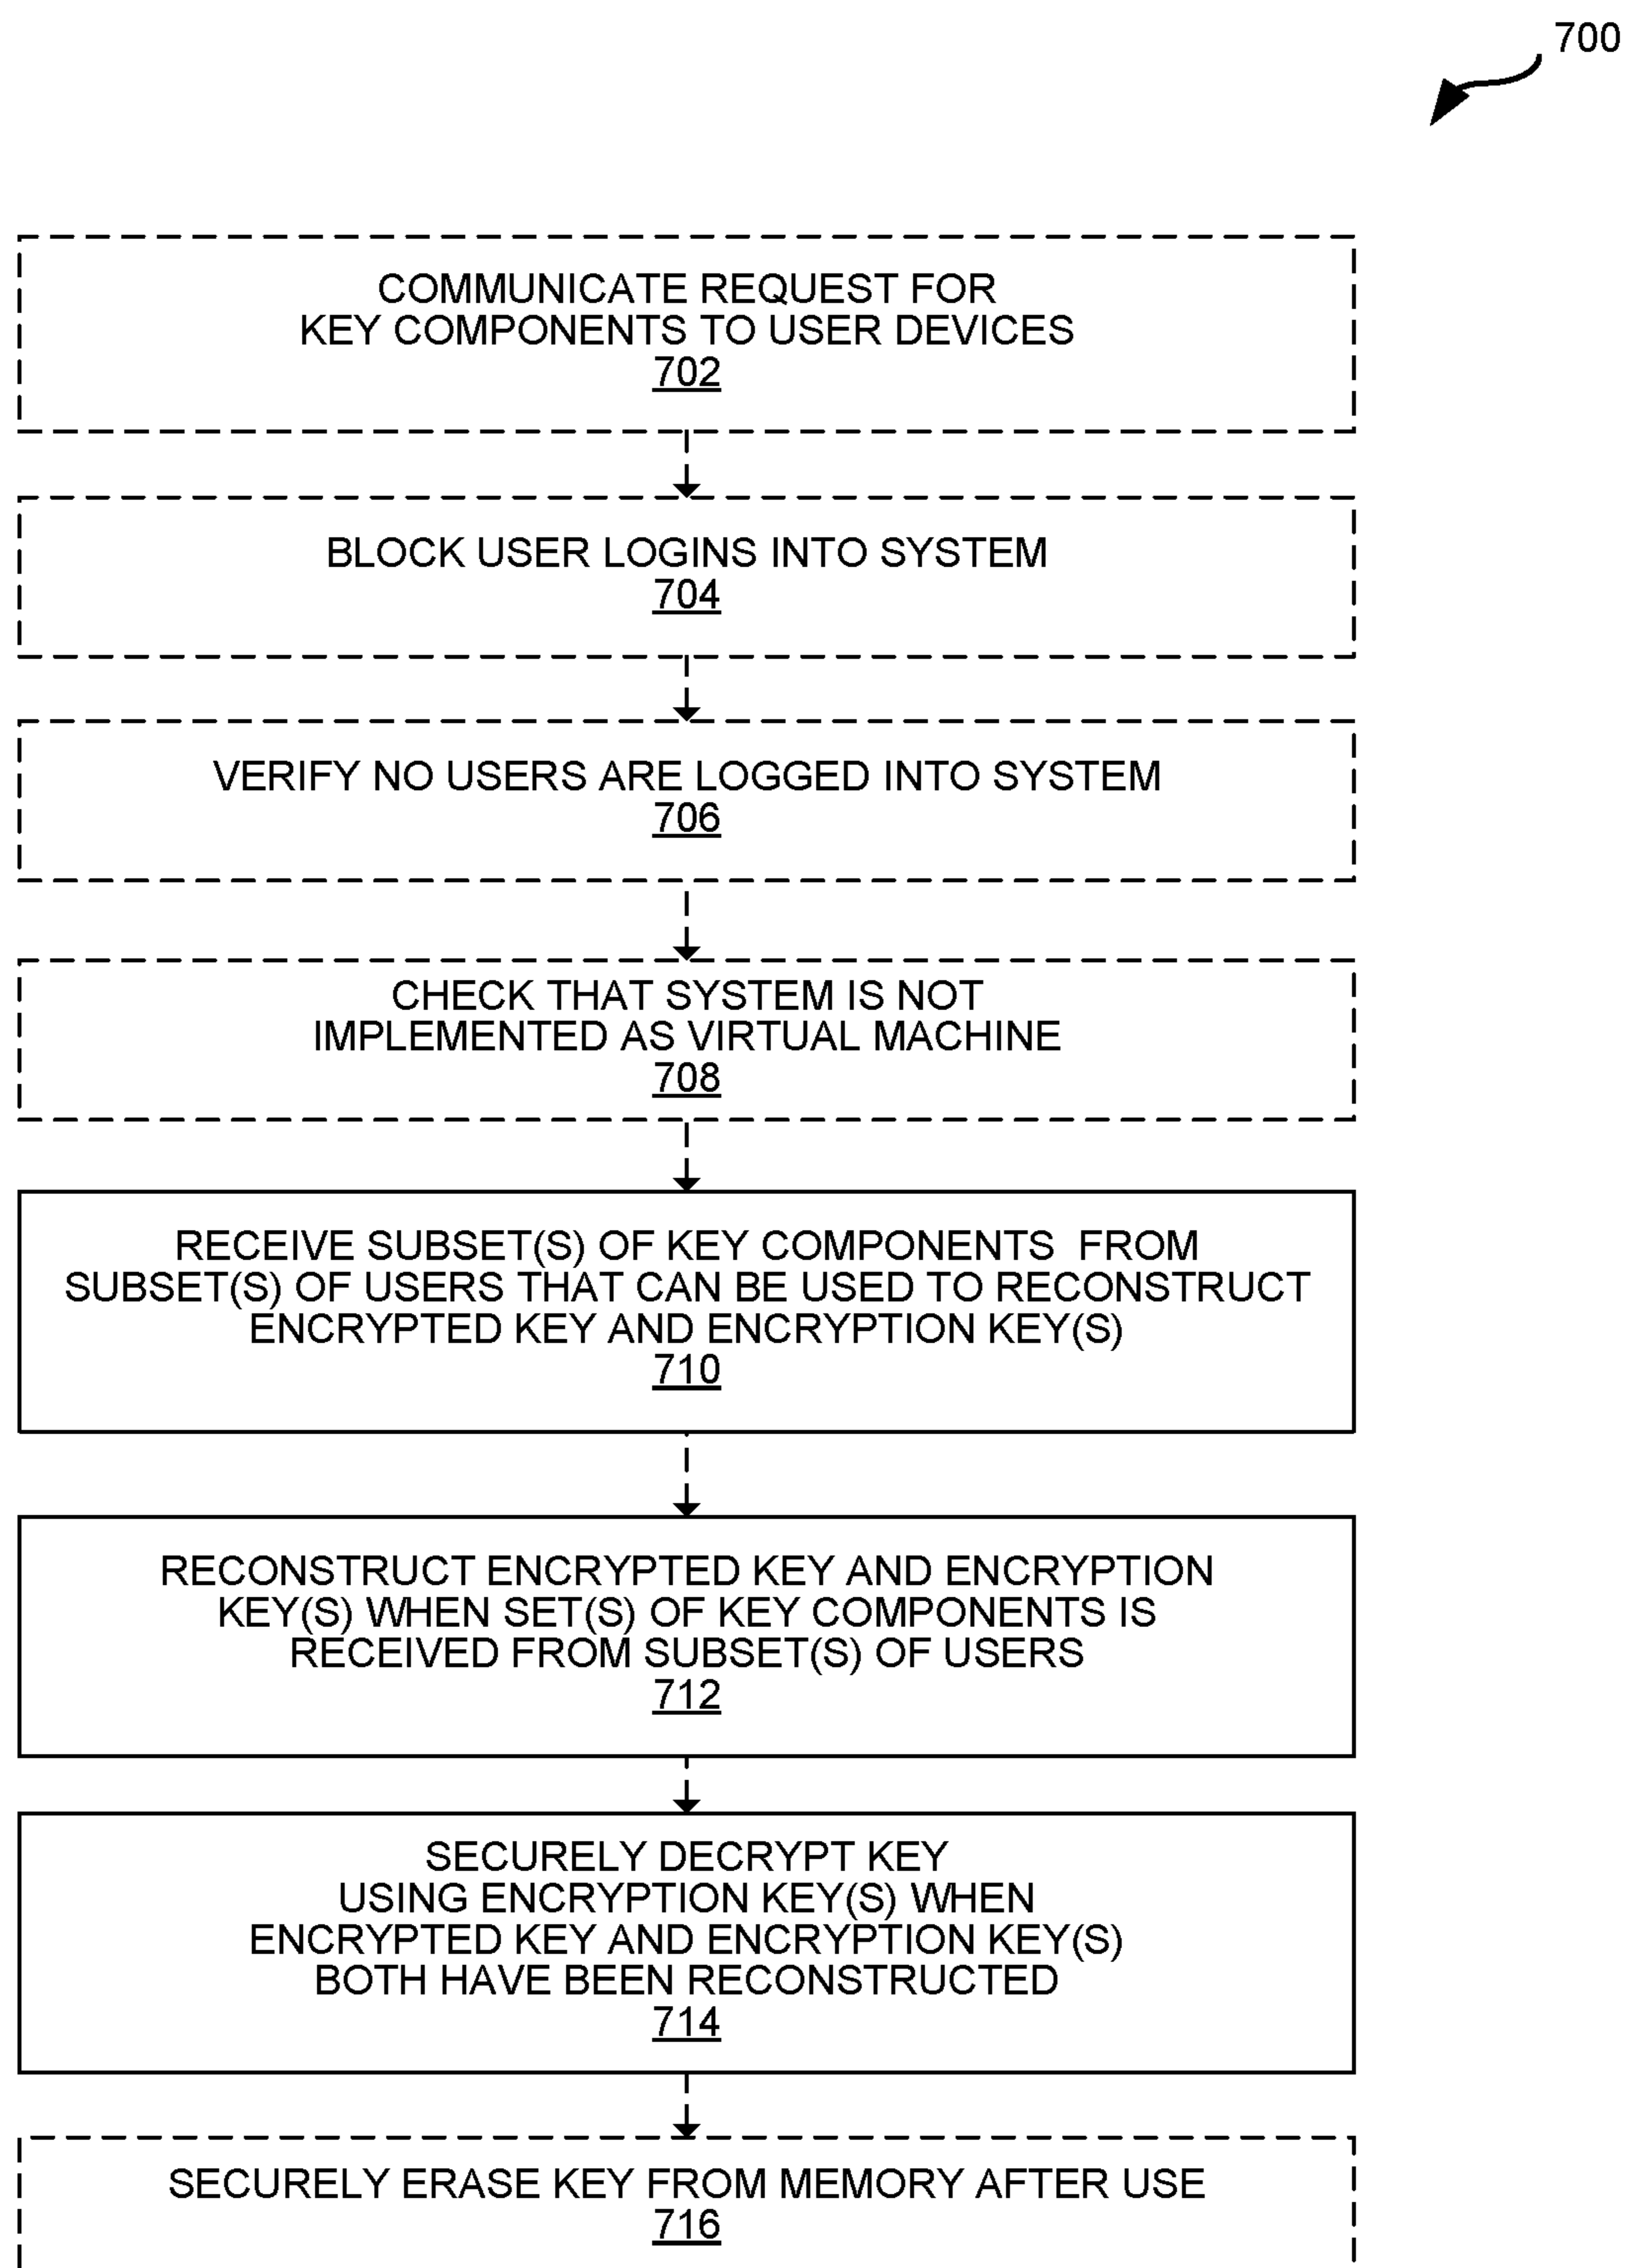 700
COMMUNICATE REQUEST FOR
KEY COMPONENTS TO USER DEVICES
702
BLOCK USER LOGINS INTO SYSTEM
704
VERIFY NO USERS ARE LOGGED INTO SYSTEM
706
CHECK THAT SYSTEM IS NOT
IMPLEMENTED AS VIRTUAL MACHINE
708
RECEIVE SUBSET(S) OF KEY COMPONENTS FROM
SUBSET(S) OF USERS THAT CAN BE USED TO RECONSTRUCT
ENCRYPTED KEY AND ENCRYPTION KEY(S)
710
RECONSTRUCT ENCRYPTED KEY AND ENCRYPTION
KEY(S) WHEN SET(S) OF KEY COMPONENTS IS
RECEIVED FROM SUBSET(S) OF USERS
712
SECURELY DECRYPT KEY
USING ENCRYPTION KEY(S) WHEN
ENCRYPTED KEY AND ENCRYPTION KEY(S)
BOTH HAVE BEEN RECONSTRUCTED
714
SECURELY ERASE KEY FROM MEMORY AFTER USE
716